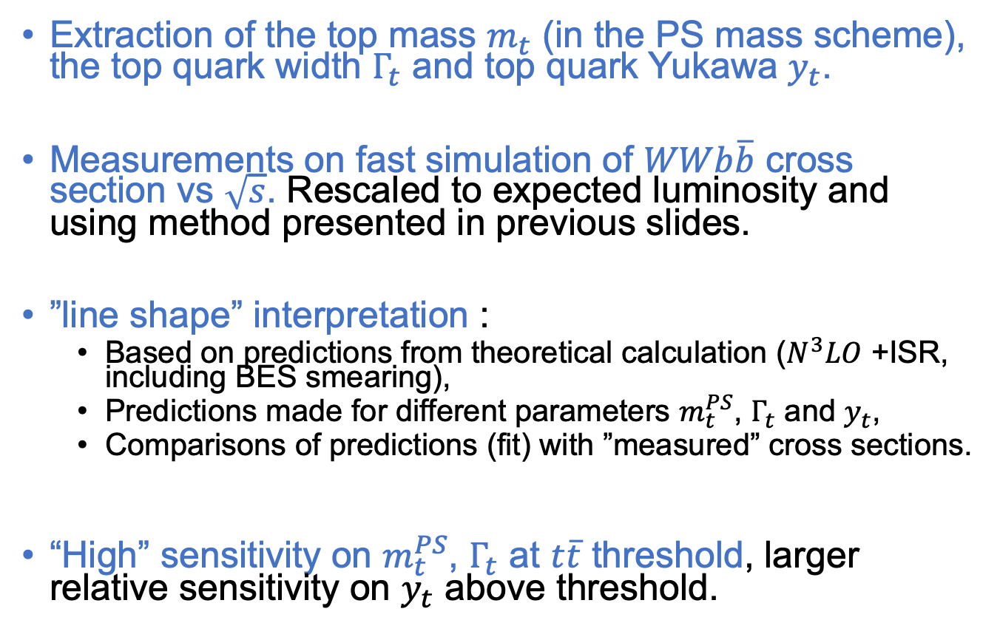 • Extraction of the top mass $m_t$ (in the PS mass scheme),
the top quark width $\Gamma_t$ and top quark Yukawa $y_t$.
• Measurements on fast simulation of $WWb\bar{b}$ cross
section vs $\sqrt{s}$. Rescaled to expected luminosity and
using method presented in previous slides.
• ”line shape” interpretation :
• Based on predictions from theoretical calculation ($N^3LO$ +ISR,
including BES smearing),
• Predictions made for different parameters $m_t^{PS}$, $\Gamma_t$ and $y_t$,
• Comparisons of predictions (fit) with ”measured” cross sections.
• “High” sensitivity on $m_t^{PS}$, $\Gamma_t$ at $t\bar{t}$ threshold, larger
relative sensitivity on $y_t$ above threshold.